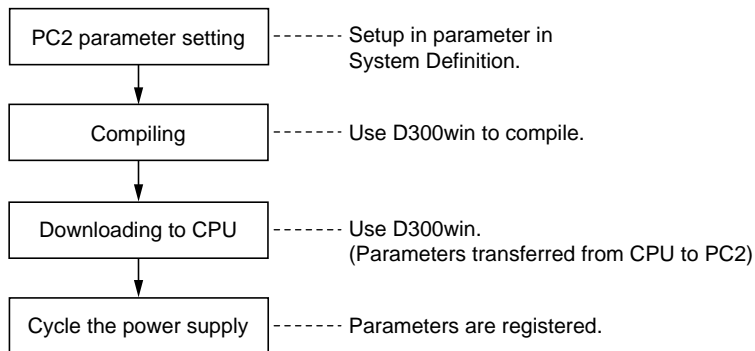 PC2 parameter setting
Setup in parameter in
System Definition.
Compiling
Use D300win to compile.
Downloading to CPU
Use D300win.
(Parameters transferred from CPU to PC2)
Cycle the power supply
Parameters are registered.